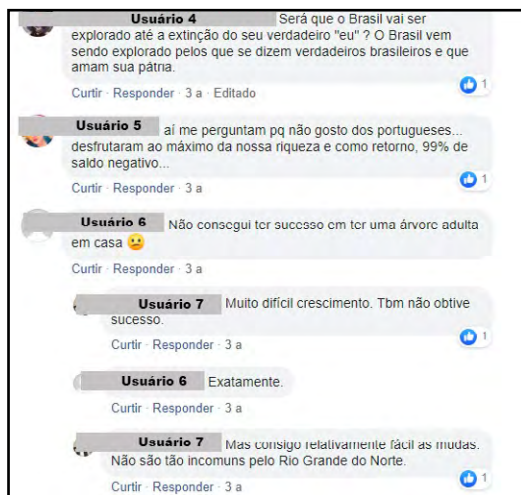 Usuário 4 Será que o Brasil vai ser
explorado até a extinção do seu verdadeiro "eu" ? O Brasil vem
sendo explorado pelos que se dizem verdadeiros brasileiros e que
amam sua pátria.
Curtir · Responder · 3 a · Editado
1
Usuário 5 aí me perguntam pq não gosto dos portugueses...
desfrutaram ao máximo da nossa riqueza e como retorno, 99% de
saldo negativo...
Curtir · Responder · 3 a
1
Usuário 6 Não consegui ter sucesso em ter uma árvore adulta
em casa 😕
Curtir · Responder · 3 a
Usuário 7 Muito difícil crescimento. Tbm não obtive
sucesso.
Curtir · Responder · 3 a
1
Usuário 6 Exatamente.
Curtir · Responder · 3 a
Usuário 7 Mas consigo relativamente fácil as mudas.
Não são tão incomuns pelo Rio Grande do Norte.
Curtir · Responder · 3 a
1